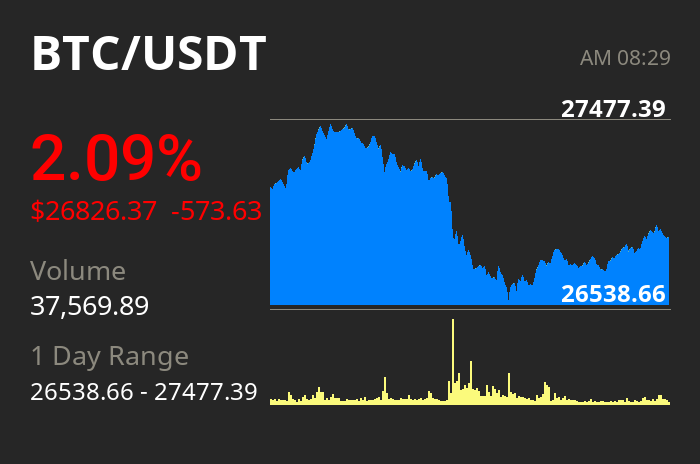 BTC/USDT
AM 08:29
27477.39
2.09%
$26826.37 -573.63
Volume
37,569.89
26538.66
1 Day Range
26538.66 - 27477.39